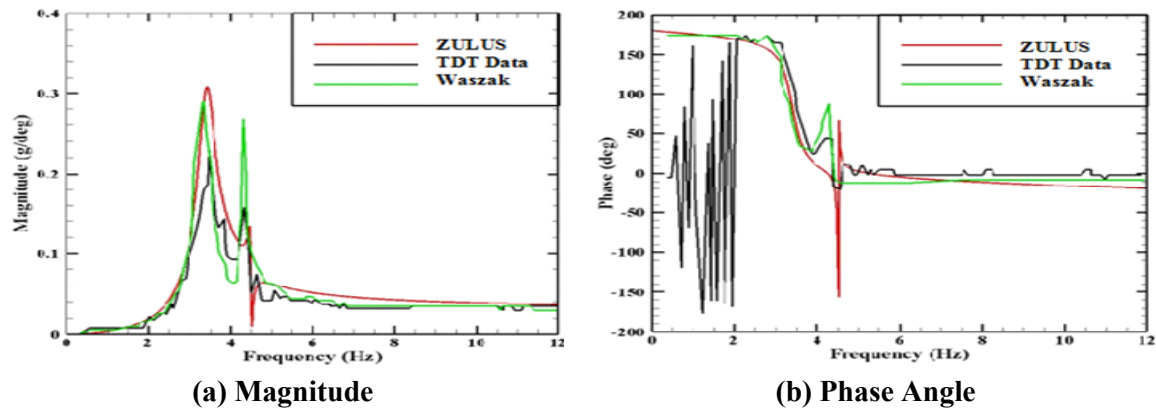 0.4
0.3
0.2
0.1
0
0 2 4 6 8 10 12
Magnitude (g/deg)
Frequency (Hz)
ZULUS
TDT Data
Waszak
(a) Magnitude
200
150
100
50
0
-50
-100
-150
-200
0 2 4 6 8 10 12
Phase (deg)
Frequency (Hz)
ZULUS
TDT Data
Waszak
(b) Phase Angle